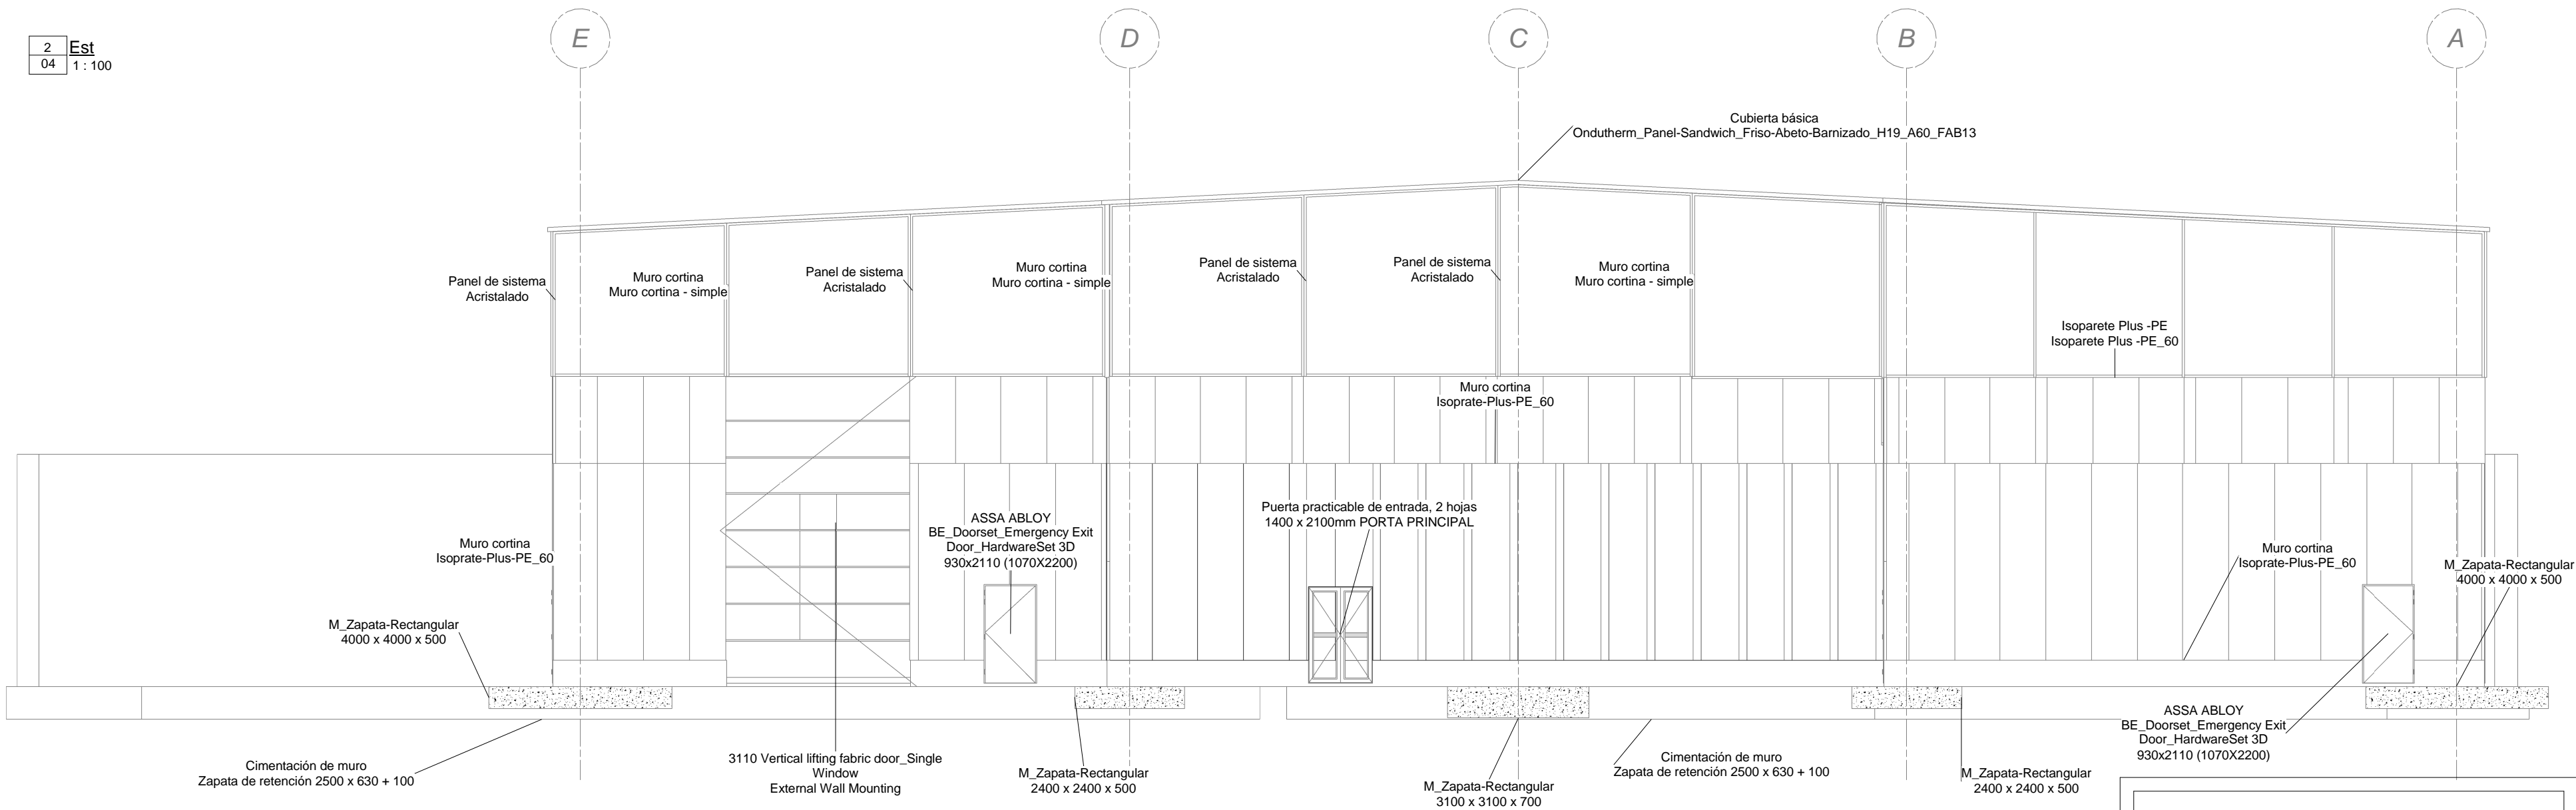 2
Est
04
1 : 100
E
D
C
B
A
Cubierta básica
Ondutherm_Panel-Sandwich_Friso-Abeto-Barnizado_H19_A60_FAB13
Panel de sistema
Acristalado
Muro cortina
Muro cortina - simple
Panel de sistema
Acristalado
Muro cortina
Muro cortina - simple
Panel de sistema
Acristalado
Panel de sistema
Acristalado
Muro cortina
Muro cortina - simple
Isoparete Plus -PE
Isoparete Plus -PE_60
Muro cortina
Isoprate-Plus-PE_60
Muro cortina
Isoprate-Plus-PE_60
ASSA ABLOY
BE_Doorset_Emergency Exit
Door_HardwareSet 3D
930x2110 (1070X2200)
Puerta practicable de entrada, 2 hojas
1400 x 2100mm PORTA PRINCIPAL
Muro cortina
Isoprate-Plus-PE_60
M_Zapata-Rectangular
4000 x 4000 x 500
M_Zapata-Rectangular
4000 x 4000 x 500
Cimentación de muro
Zapata de retención 2500 x 630 + 100
3110 Vertical lifting fabric door_Single
Window
External Wall Mounting
M_Zapata-Rectangular
2400 x 2400 x 500
M_Zapata-Rectangular
3100 x 3100 x 700
Cimentación de muro
Zapata de retención 2500 x 630 + 100
M_Zapata-Rectangular
2400 x 2400 x 500
ASSA ABLOY
BE_Doorset_Emergency Exit
Door_HardwareSet 3D
930x2110 (1070X2200)